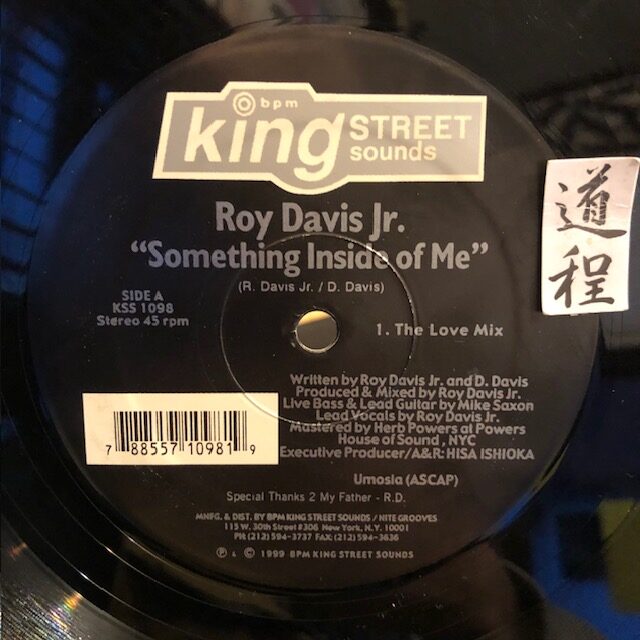 bpm
king STREET
sounds
Roy Davis Jr.
"Something Inside of Me"
(R. Davis Jr. / D. Davis)
SIDE A
KSS 1098
Stereo 45 rpm
1. The Love Mix
Written by Roy Davis Jr. and D. Davis
Produced & Mixed by Roy Davis Jr.
Live Bass & Lead Guitar by Mike Saxon
Lead Vocals by Roy Davis Jr.
Mastered by Herb Powers at Powers
House of Sound, NYC
Executive Producer/A&R: HISA ISHIOKA
7 88557 10981 9
Umosia (ASCAP)
Special Thanks 2 My Father - R.D.
MNFG. & DIST. BY BPM KING STREET SOUNDS / NITE GROOVES
115 W. 30th Street #306 New York, N.Y. 10001
PH: (212) 594-3737 FAX: (212) 594-3636
℗ & © 1999 BPM KING STREET SOUNDS
道程